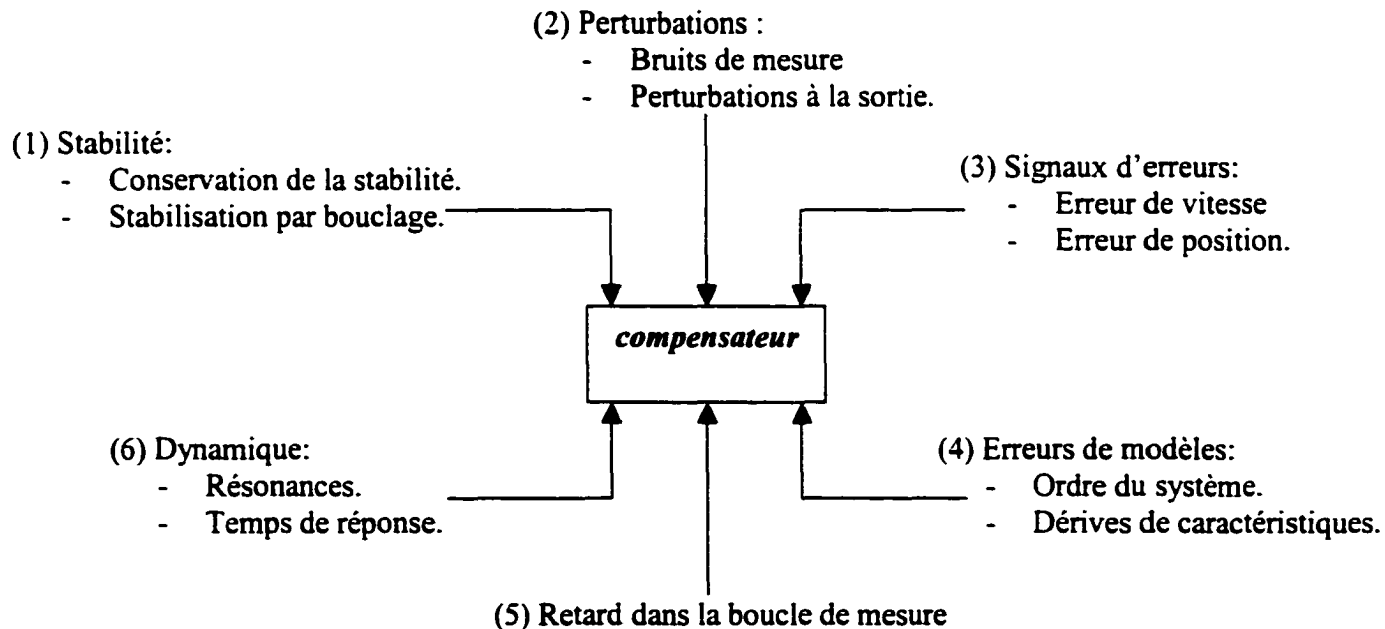 (2) Perturbations :
- Bruits de mesure
- Perturbations à la sortie.
(1) Stabilité:
- Conservation de la stabilité.
- Stabilisation par bouclage.
(3) Signaux d'erreurs:
- Erreur de vitesse
- Erreur de position.
compensateur
(6) Dynamique:
- Résonances.
- Temps de réponse.
(4) Erreurs de modèles:
- Ordre du système.
- Dérives de caractéristiques.
(5) Retard dans la boucle de mesure